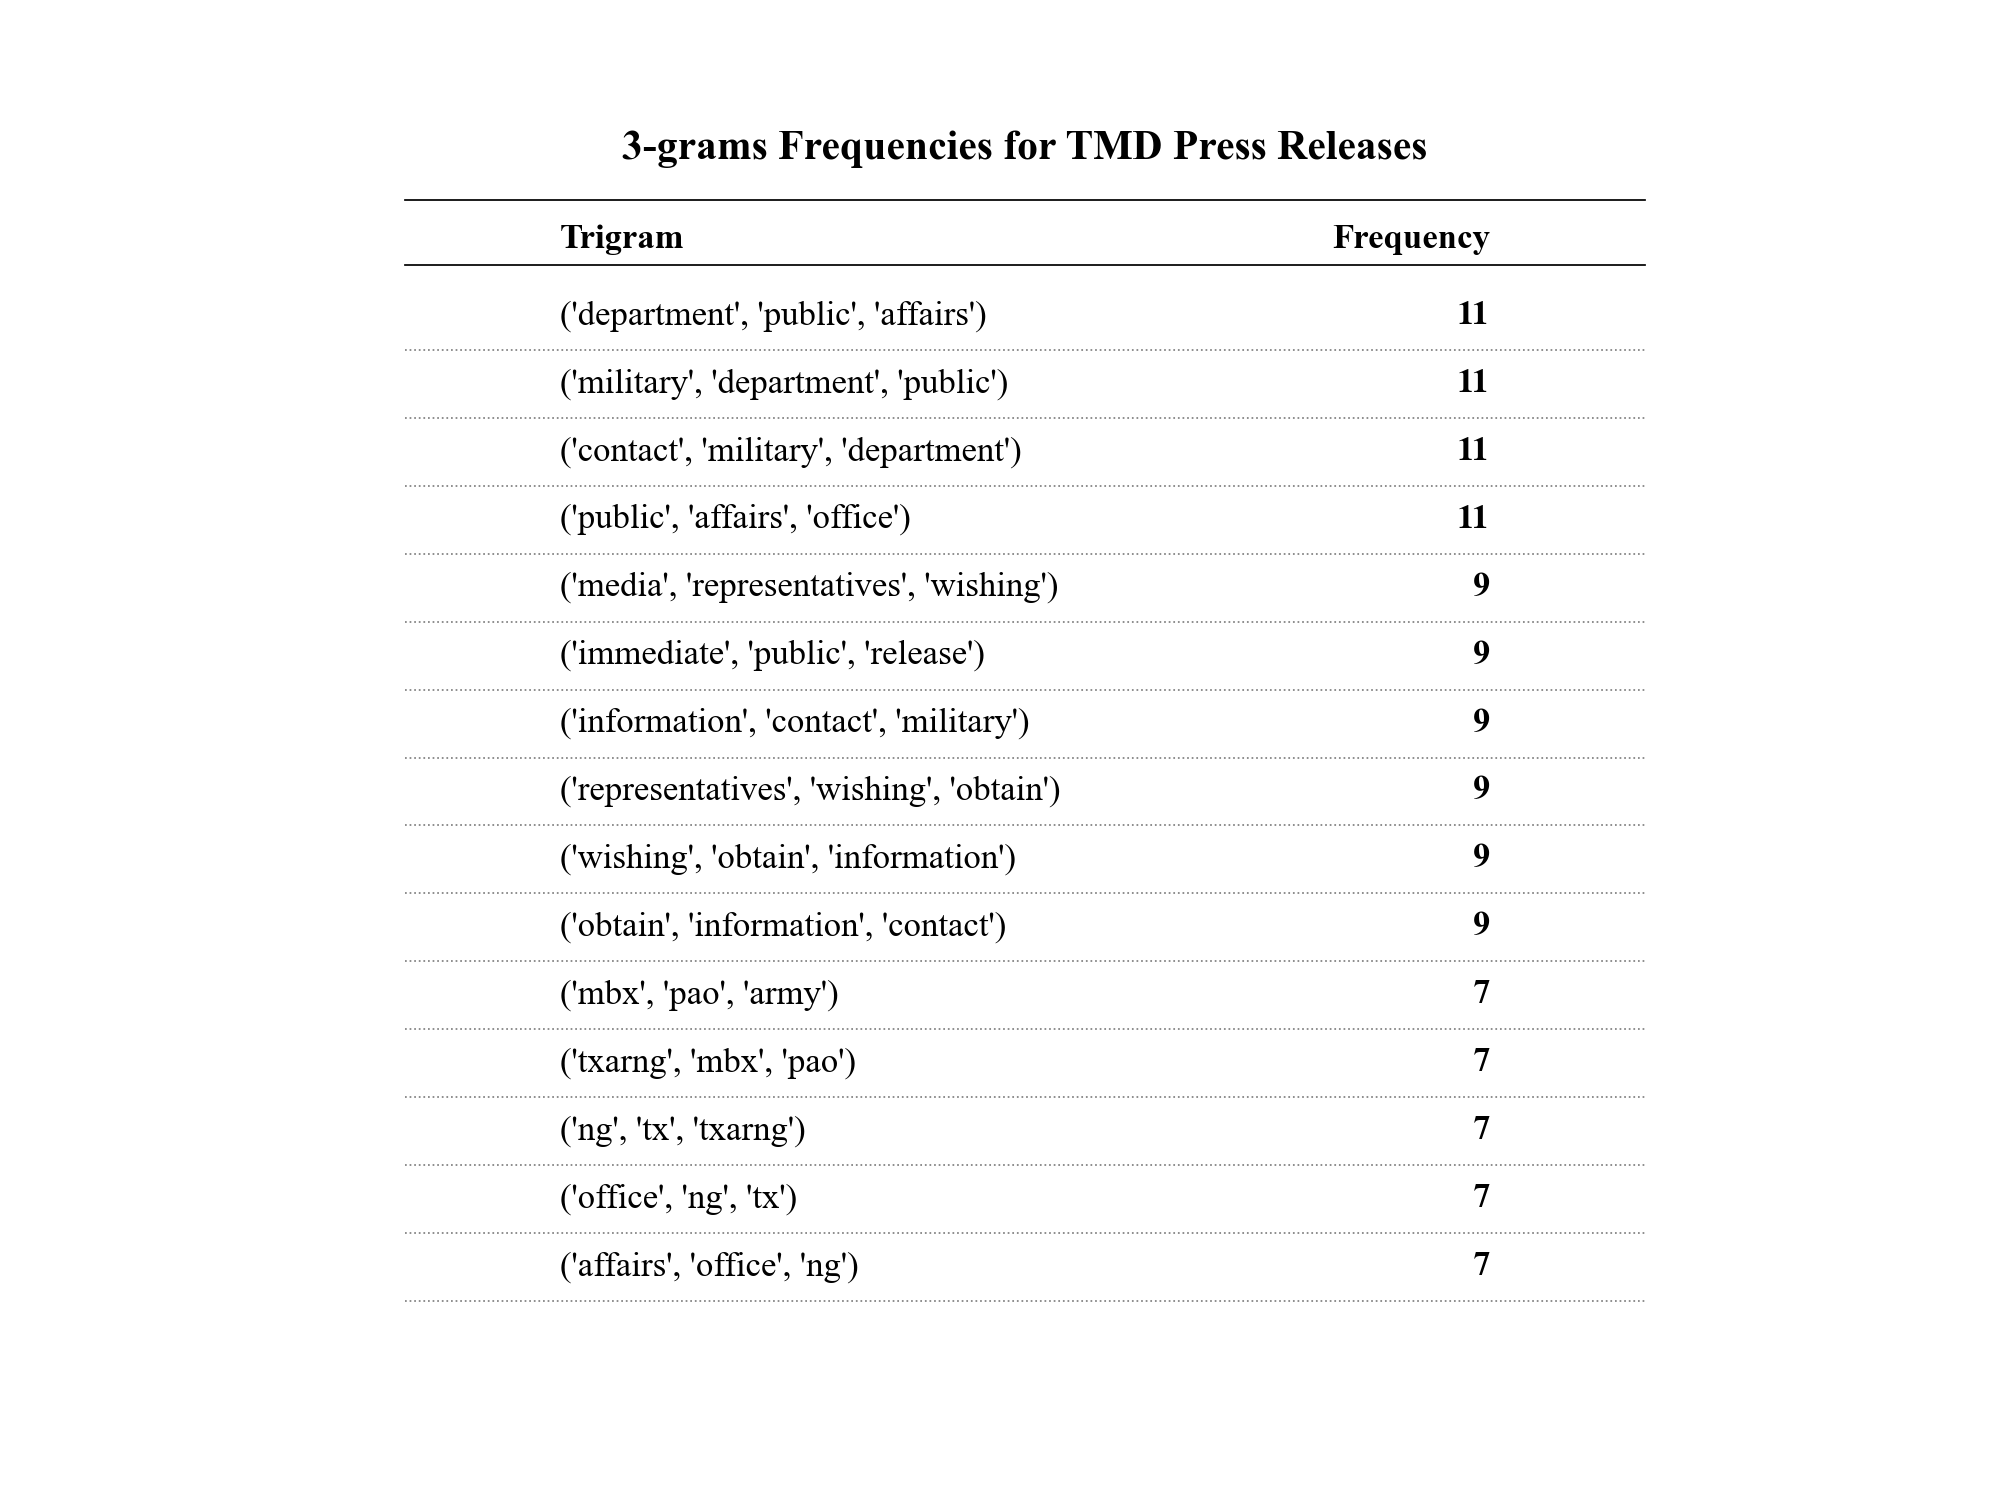 3-grams Frequencies for TMD Press Releases
Trigram Frequency
('department', 'public', 'affairs') 11
('military', 'department', 'public') 11
('contact', 'military', 'department') 11
('public', 'affairs', 'office') 11
('media', 'representatives', 'wishing') 9
('immediate', 'public', 'release') 9
('information', 'contact', 'military') 9
('representatives', 'wishing', 'obtain') 9
('wishing', 'obtain', 'information') 9
('obtain', 'information', 'contact') 9
('mbx', 'pao', 'army') 7
('txarng', 'mbx', 'pao') 7
('ng', 'tx', 'txarng') 7
('office', 'ng', 'tx') 7
('affairs', 'office', 'ng') 7